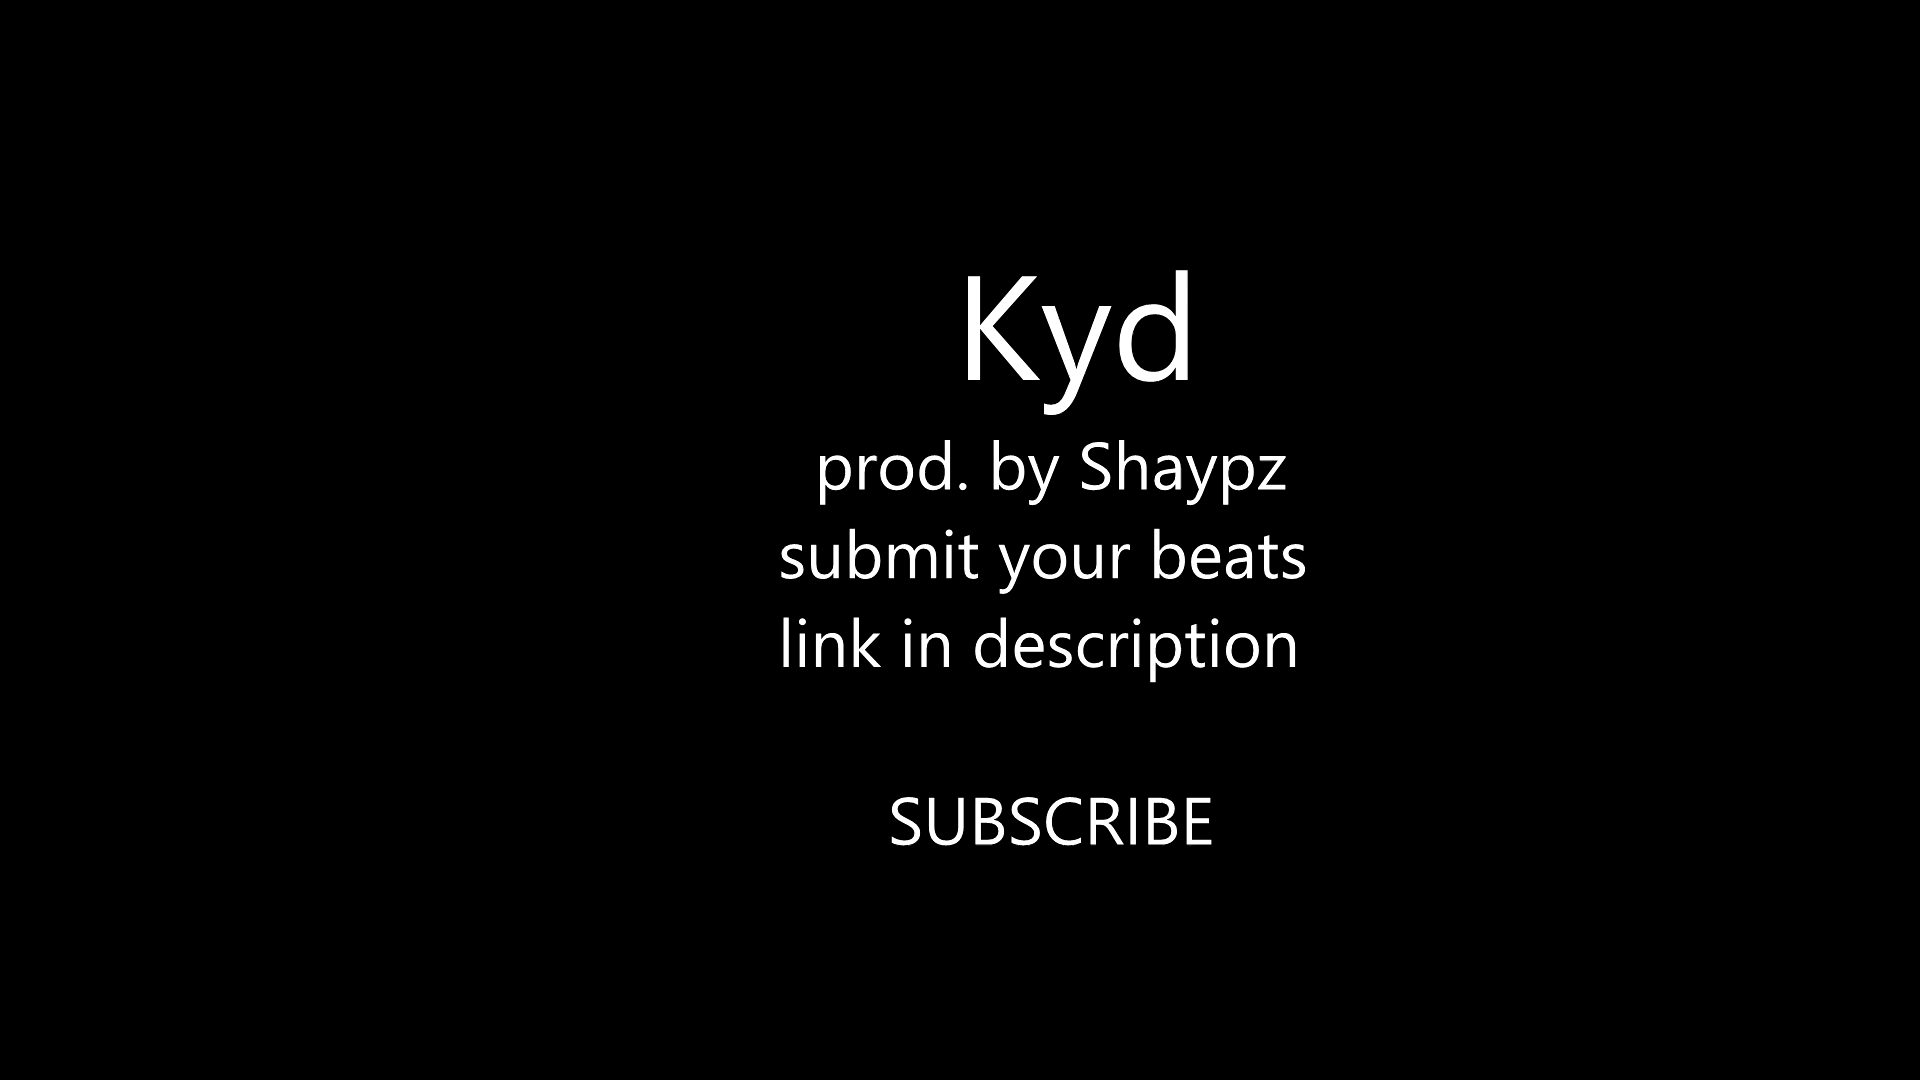 Kyd
prod. by Shaypz
submit your beats
link in description
SUBSCRIBE